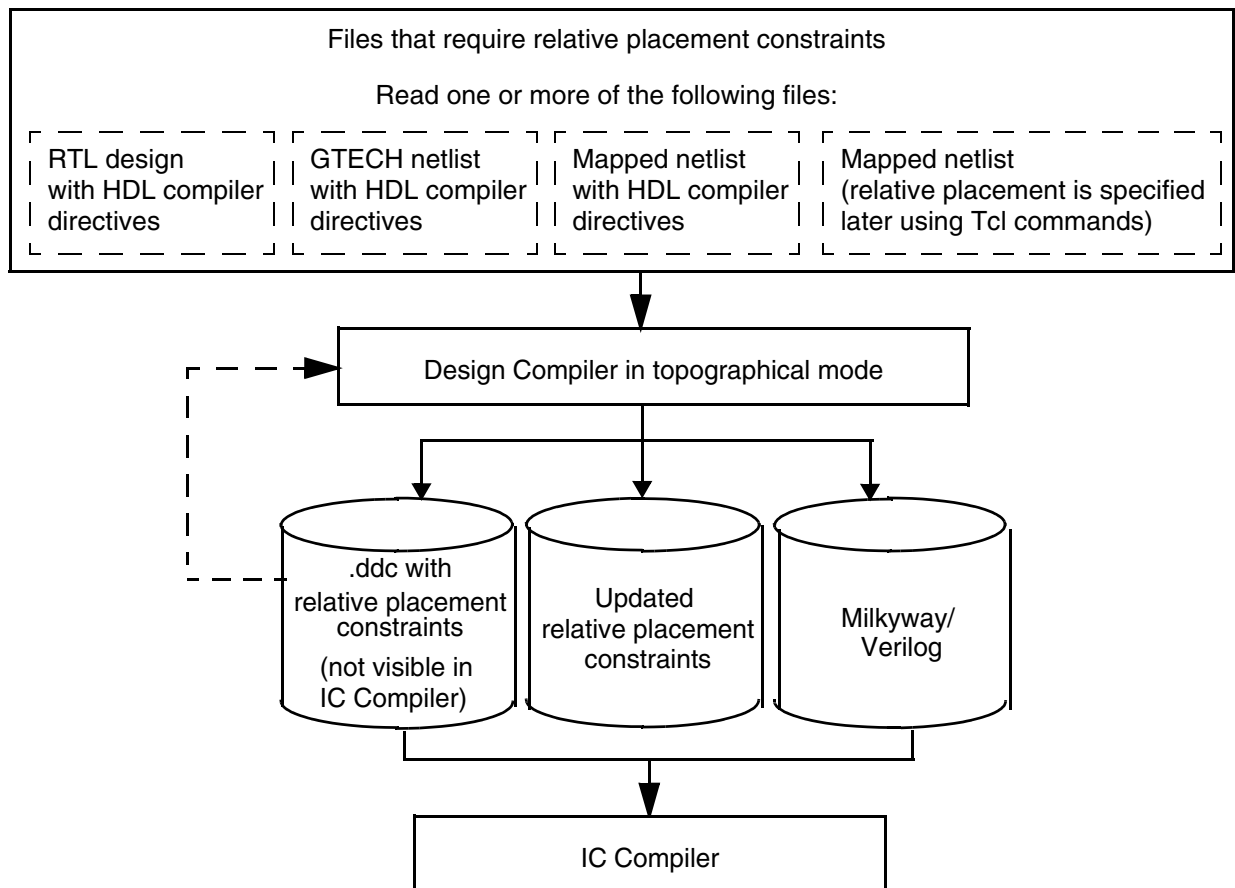 Files that require relative placement constraints
Read one or more of the following files:
RTL design
with HDL compiler
directives
GTECH netlist
with HDL compiler
directives
Mapped netlist
with HDL compiler
directives
Mapped netlist
(relative placement is specified
later using Tcl commands)
Design Compiler in topographical mode
.ddc with
relative placement
constraints
(not visible in
IC Compiler)
Updated
relative placement
constraints
Milkyway/
Verilog
IC Compiler